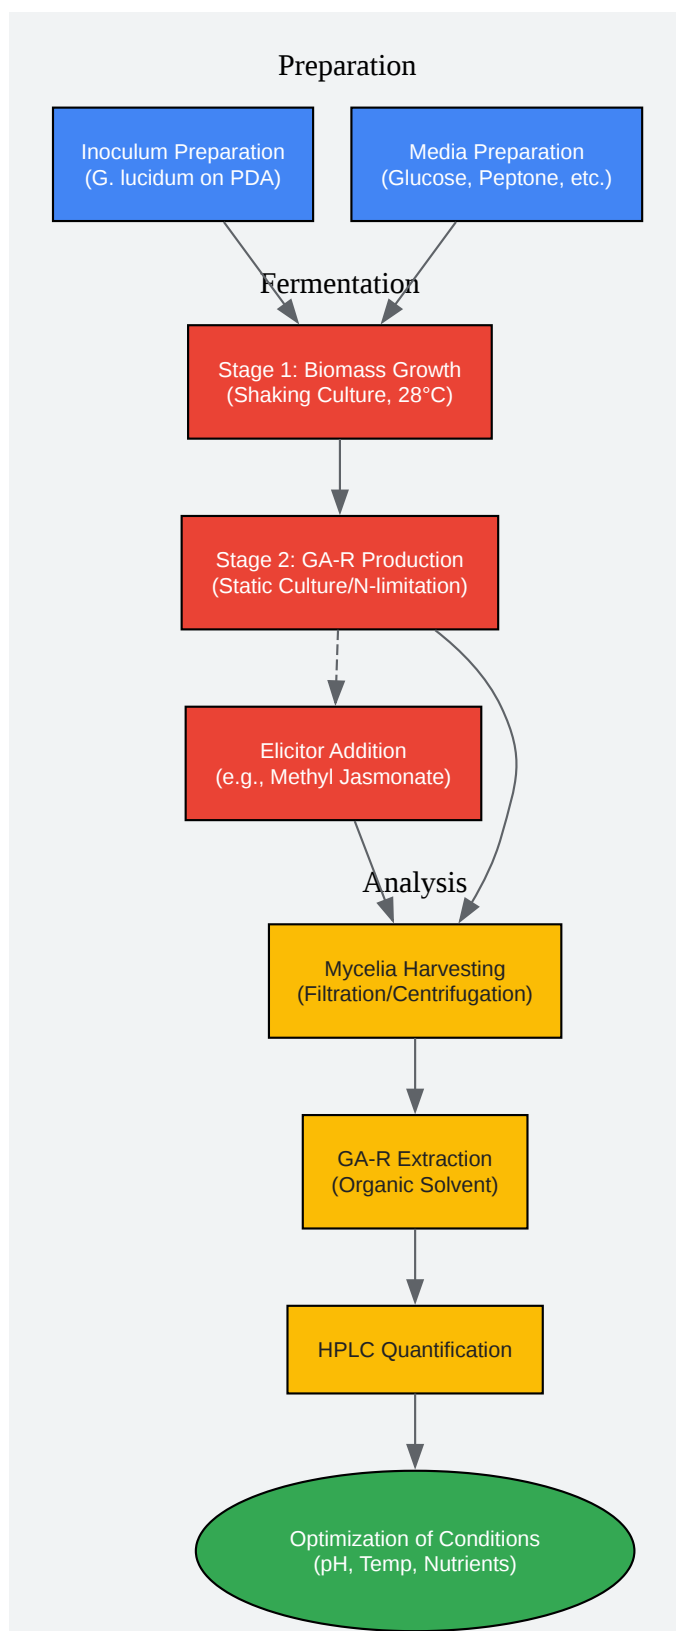 Preparation
Inoculum Preparation
(G. lucidum on PDA)
Media Preparation
(Glucose, Peptone, etc.)
Fermentation
Stage 1: Biomass Growth
(Shaking Culture, 28°C)
Stage 2: GA-R Production
(Static Culture/N-limitation)
Elicitor Addition
(e.g., Methyl Jasmonate)
Analysis
Mycelia Harvesting
(Filtration/Centrifugation)
GA-R Extraction
(Organic Solvent)
HPLC Quantification
Optimization of Conditions
(pH, Temp, Nutrients)